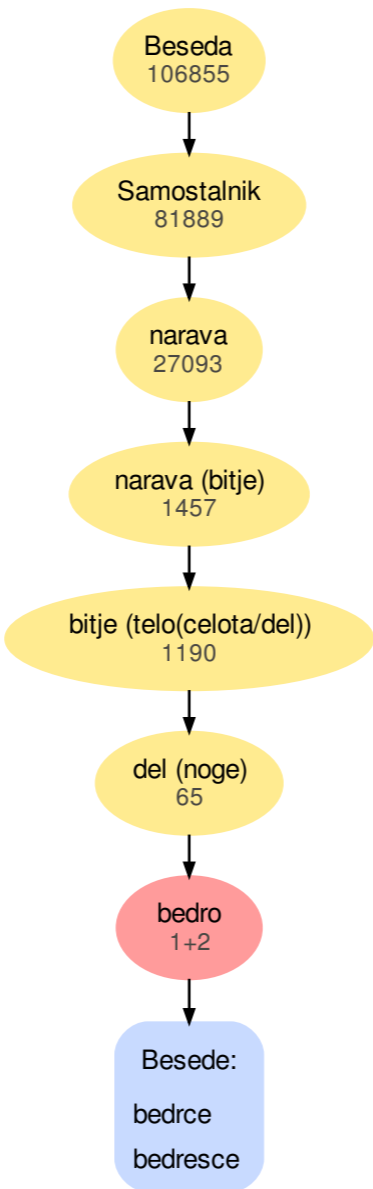 Beseda
106855
Samostalnik
81889
narava
27093
narava (bitje)
1457
bitje (telo(celota/del))
1190
del (noge)
65
bedro
1+2
Besede:
bedrce
bedresce